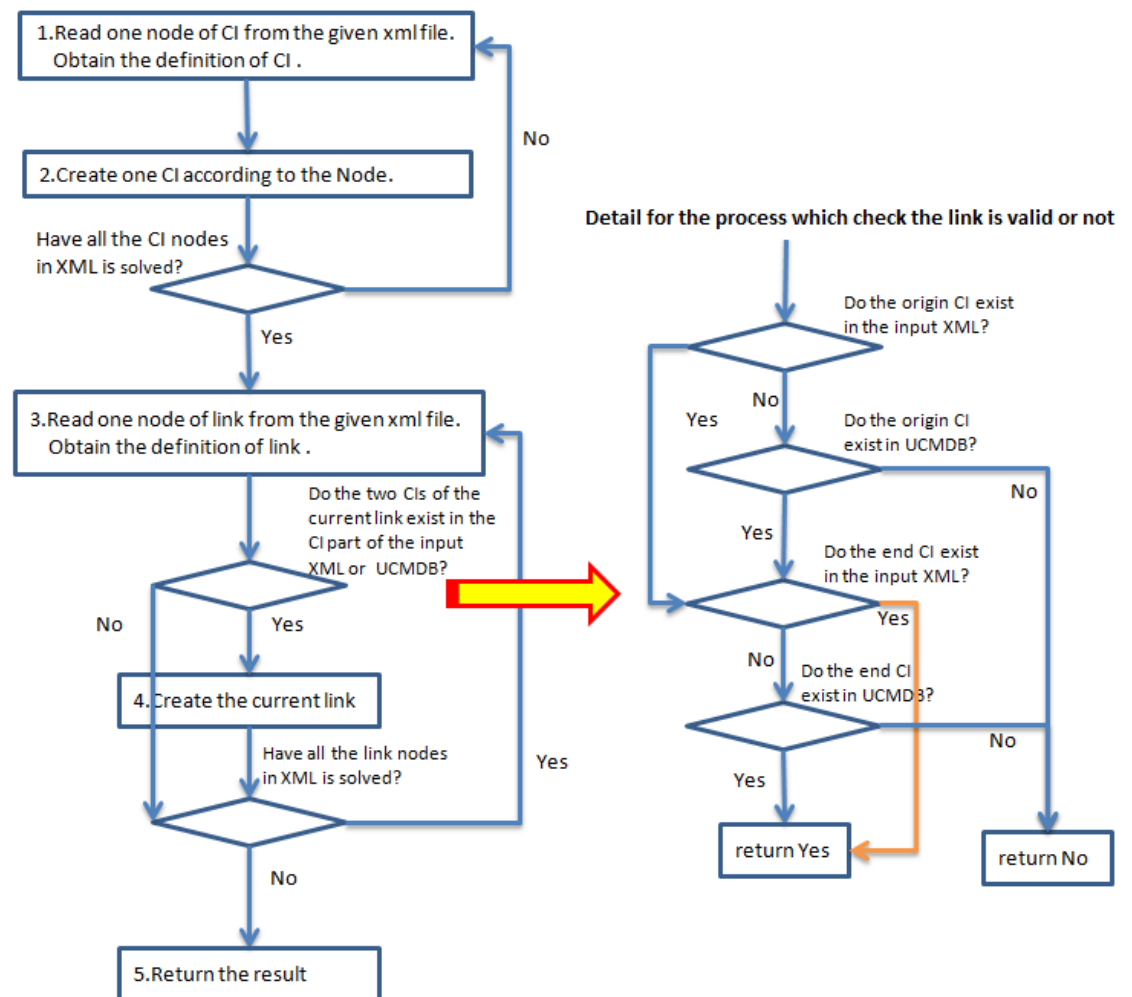 1.Read one node of CI from the given xml file.
Obtain the definition of CI .
No
2.Create one CI according to the Node.
Have all the CI nodes
in XML is solved?
Yes
3.Read one node of link from the given xml file.
Obtain the definition of link .
Do the two CIs of the
current link exist in the
CI part of the input
XML or UCMDB?
No
Yes
4.Create the current link
Have all the link nodes
in XML is solved?
Yes
No
5.Return the result
Detail for the process which check the link is valid or not
Do the origin CI exist
in the input XML?
No
Yes
Do the origin CI
exist in UCMDB?
No
Yes
Do the end CI exist
in the input XML?
Yes
No
Do the end CI
exist in UCMDB?
No
Yes
return Yes
return No